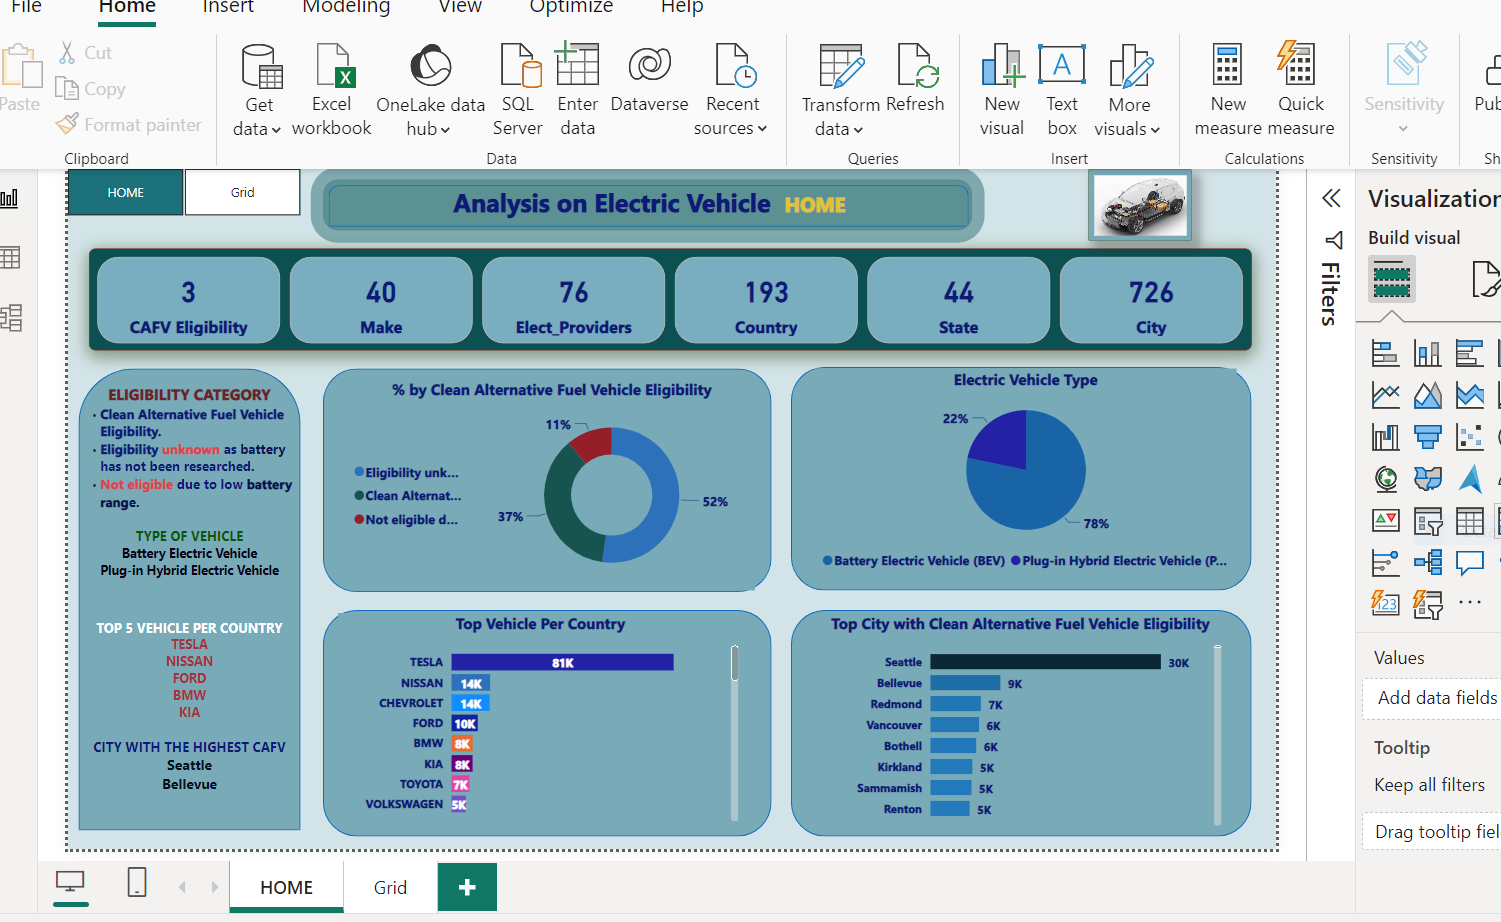 File Home Insert Modeling View Optimize Help
Paste
Cut
Copy
Format painter
Clipboard
Get
data
Excel
workbook
OneLake data
hub
SQL
Server
Enter
data
Dataverse
Recent
sources
Data
Transform
data
Refresh
Queries
New
visual
Text
box
More
visuals
Insert
New
measure
Quick
measure
Calculations
Sensitivity
Sensitivity
HOME
Grid
Analysis on Electric Vehicle HOME
3
CAFV Eligibility
40
Make
76
Elect_Providers
193
Country
44
State
726
City
ELIGIBILITY CATEGORY
· Clean Alternative Fuel Vehicle
Eligibility.
· Eligibility unknown as battery
has not been researched.
· Not eligible due to low battery
range.
TYPE OF VEHICLE
Battery Electric Vehicle
Plug-in Hybrid Electric Vehicle
TOP 5 VEHICLE PER COUNTRY
TESLA
NISSAN
FORD
BMW
KIA
CITY WITH THE HIGHEST CAFV
Seattle
Bellevue
% by Clean Alternative Fuel Vehicle Eligibility
Eligibility unk...
Clean Alternat...
Not eligible d...
11%
37%
52%
Electric Vehicle Type
22%
78%
Battery Electric Vehicle (BEV) Plug-in Hybrid Electric Vehicle (P...
Top Vehicle Per Country
TESLA 81K
NISSAN 14K
CHEVROLET 14K
FORD 10K
BMW 8K
KIA 8K
TOYOTA 7K
VOLKSWAGEN 5K
Top City with Clean Alternative Fuel Vehicle Eligibility
Seattle 30K
Bellevue 9K
Redmond 7K
Vancouver 6K
Bothell 6K
Kirkland 5K
Sammamish 5K
Renton 5K
Filters
Visualization
Build visual
123
Values
Add data fields
Tooltip
Keep all filters
Drag tooltip fiel
HOME
Grid